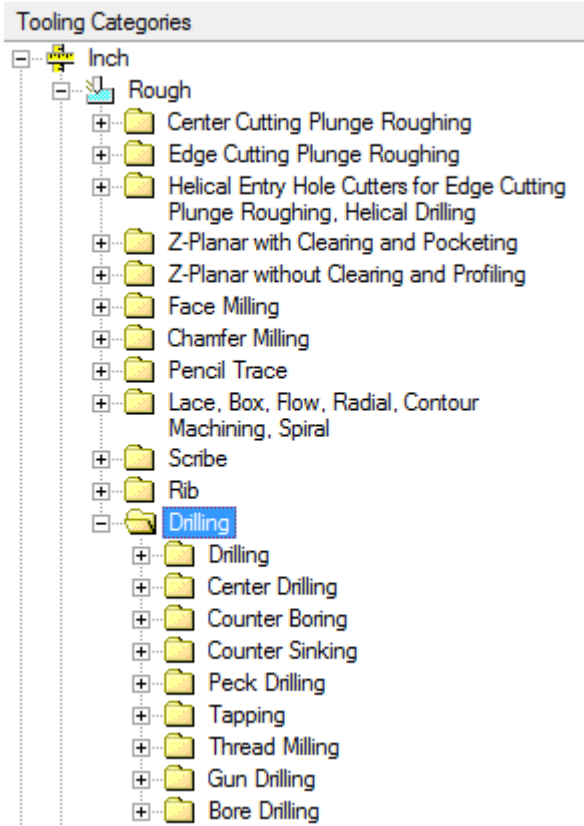 Tooling Categories
Inch
Rough
Center Cutting Plunge Roughing
Edge Cutting Plunge Roughing
Helical Entry Hole Cutters for Edge Cutting
Plunge Roughing, Helical Drilling
Z-Planar with Clearing and Pocketing
Z-Planar without Clearing and Profiling
Face Milling
Chamfer Milling
Pencil Trace
Lace, Box, Flow, Radial, Contour
Machining, Spiral
Scribe
Rib
Drilling
Drilling
Center Drilling
Counter Boring
Counter Sinking
Peck Drilling
Tapping
Thread Milling
Gun Drilling
Bore Drilling